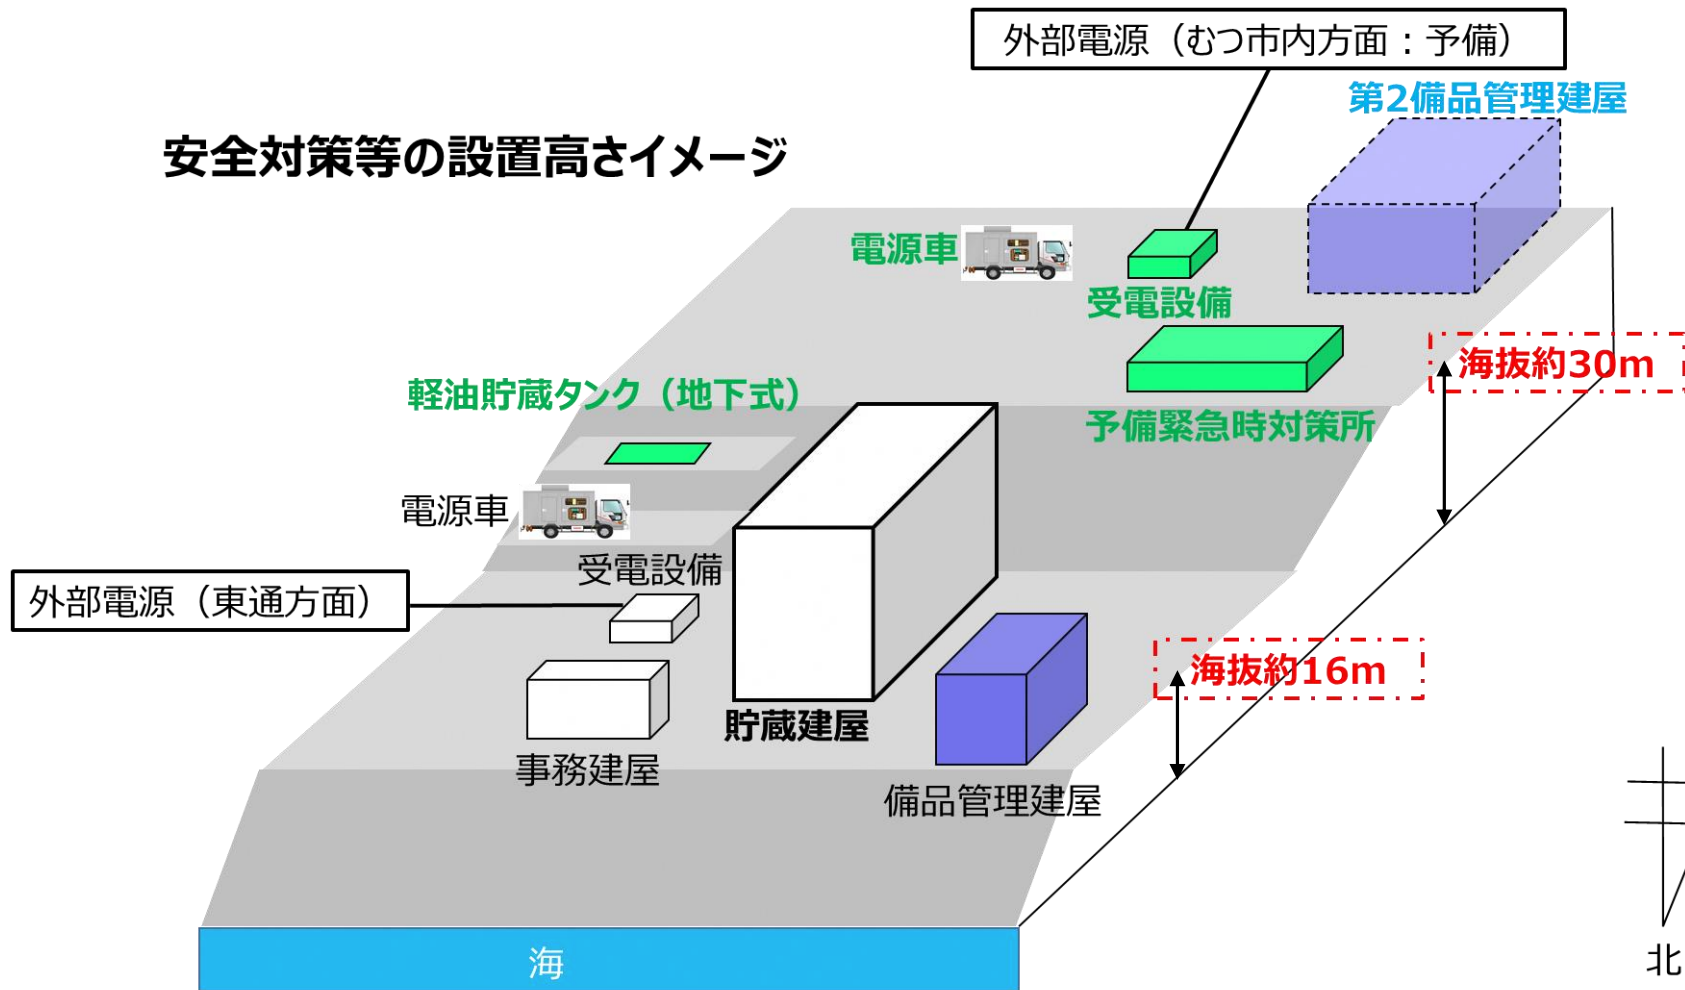 外部電源（むつ市内方面：予備）
第2備品管理建屋
安全対策等の設置高さイメージ
電源車
受電設備
海抜約30m
軽油貯蔵タンク（地下式）
予備緊急時対策所
電源車
受電設備
外部電源（東通方面）
海抜約16m
貯蔵建屋
事務建屋
備品管理建屋
海
北